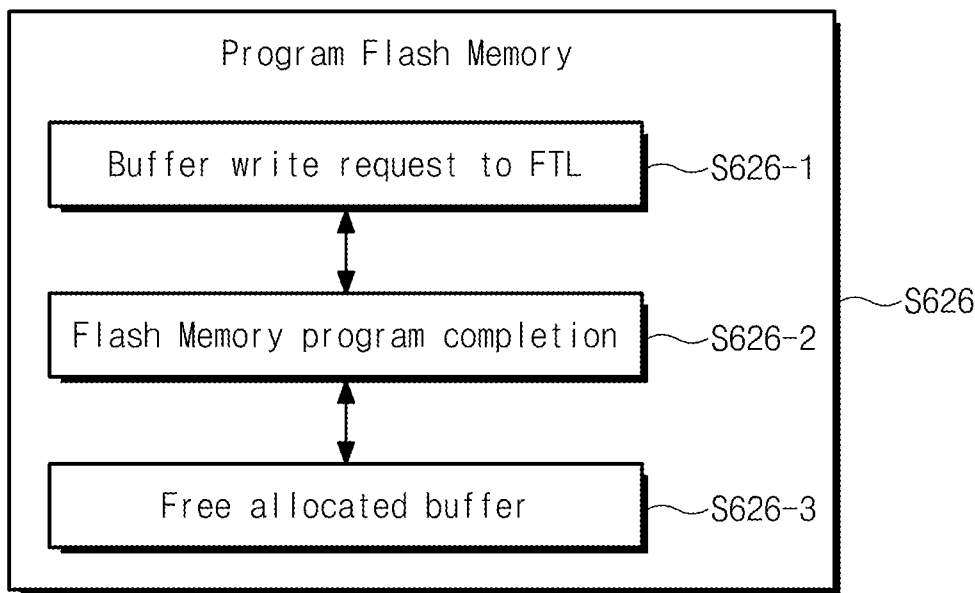 Program Flash Memory
Buffer write request to FTL
S626-1
S626
Flash Memory program completion
S626-2
Free allocated buffer
S626-3